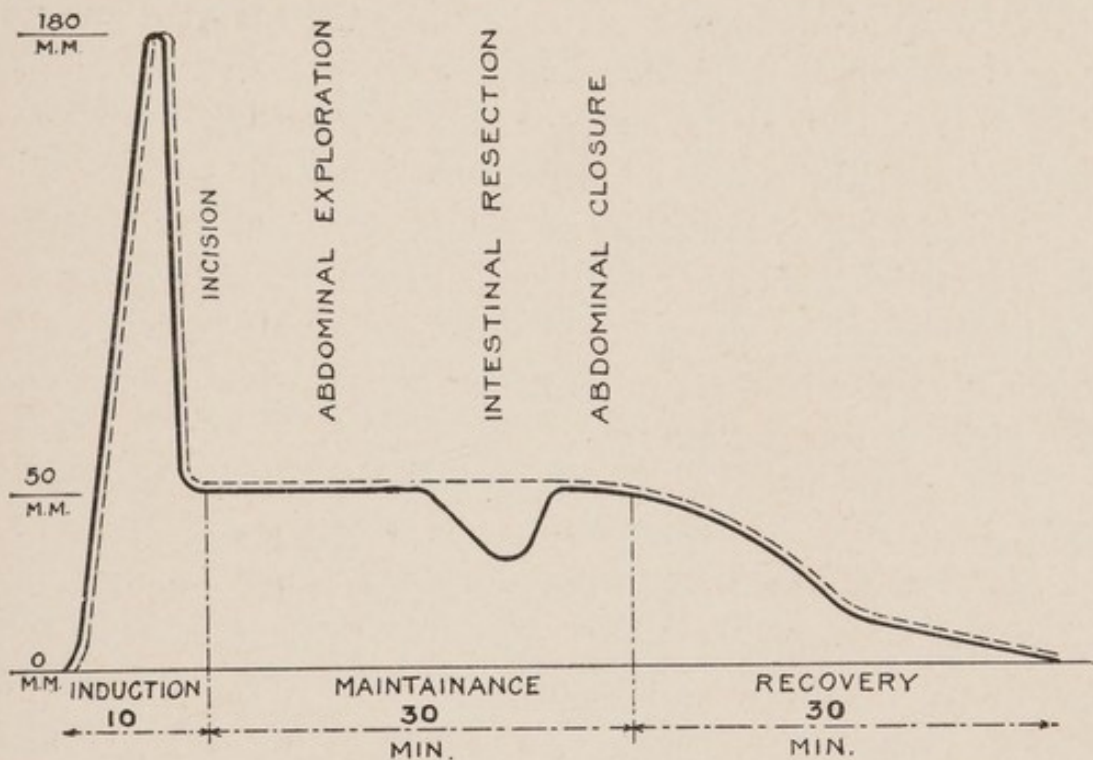 180
M.M.
INCISION
ABDOMINAL EXPLORATION
INTESTINAL RESECTION
ABDOMINAL CLOSURE
50
M.M.
0
M.M.
INDUCTION
10
MAINTAINANCE
30
MIN.
RECOVERY
30
MIN.